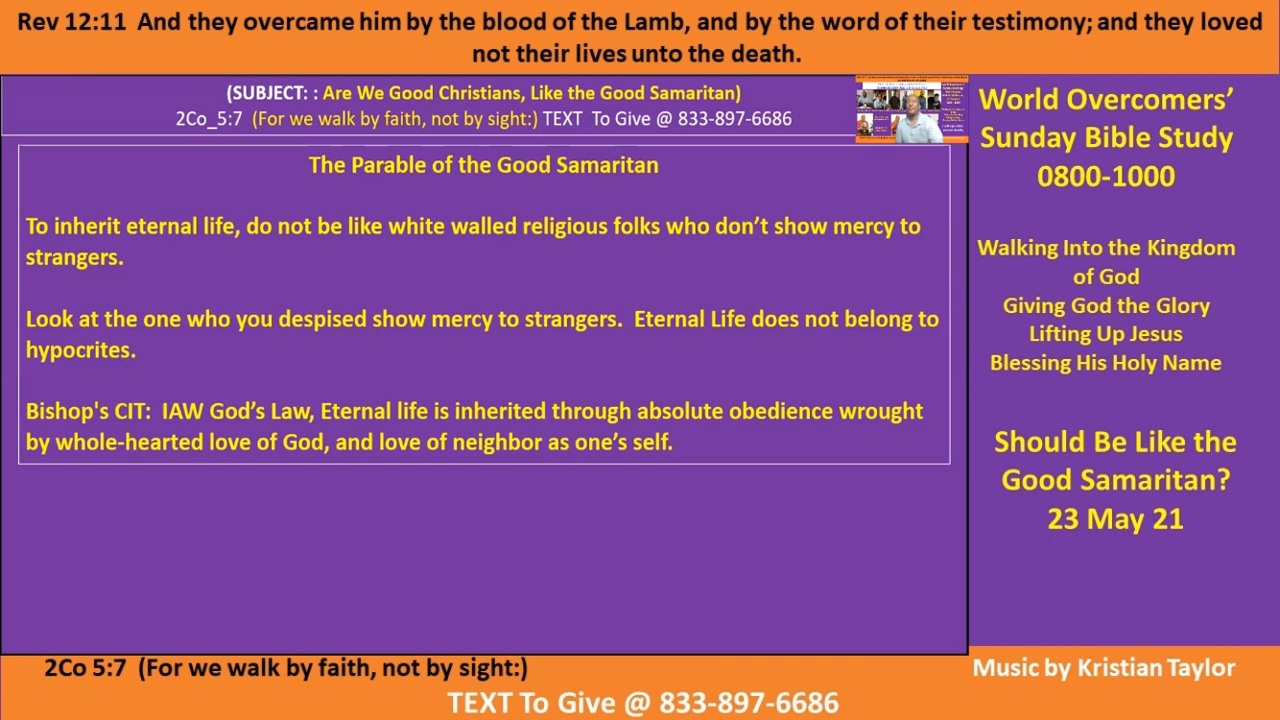 Rev 12:11 And they overcame him by the blood of the Lamb, and by the word of their testimony; and they loved
not their lives unto the death.
(SUBJECT: : Are We Good Christians, Like the Good Samaritan)
2Co_5:7 (For we walk by faith, not by sight:) TEXT To Give @ 833-897-6686
The Parable of the Good Samaritan
To inherit eternal life, do not be like white walled religious folks who don't show mercy to
strangers.
Look at the one who you despised show mercy to strangers. Eternal Life does not belong to
hypocrites.
Bishop's CIT: IAW God's Law, Eternal life is inherited through absolute obedience wrought
by whole-hearted love of God, and love of neighbor as one's self.
World Overcomers'
Sunday Bible Study
0800-1000
Walking Into the Kingdom
of God
Giving God the Glory
Lifting Up Jesus
Blessing His Holy Name
Should Be Like the
Good Samaritan?
23 May 21
2Co 5:7 (For we walk by faith, not by sight:)
Music by Kristian Taylor
TEXT To Give @ 833-897-6686